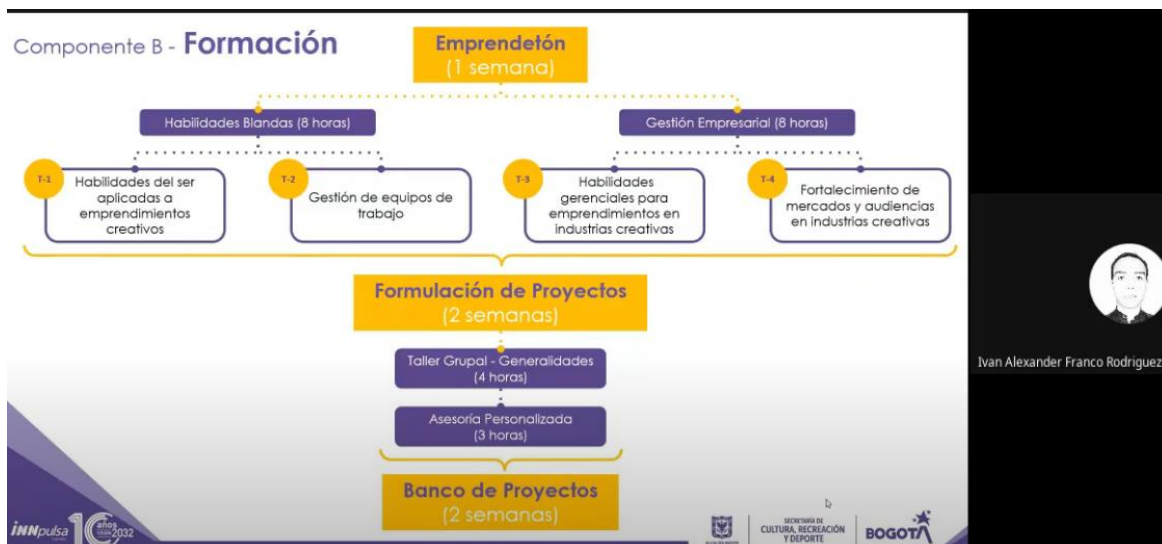 Componente B - Formación
Emprendetón
(1 semana)
Habilidades Blandas (8 horas)
Gestión Empresarial (8 horas)
T-1
Habilidades del ser
aplicadas a
emprendimientos
creativos
T-2
Gestión de equipos de
trabajo
T-3
Habilidades
gerenciales para
emprendimientos en
industrias creativas
T-4
Fortalecimiento de
mercados y audiencias
en industrias creativas
Formulación de Proyectos
(2 semanas)
Taller Grupal - Generalidades
(4 horas)
Asesoría Personalizada
(3 horas)
Banco de Proyectos
(2 semanas)
Ivan Alexander Franco Rodriguez
iNNpulsa
10
años
2032
SECRETARÍA DE
CULTURA, RECREACIÓN
Y DEPORTE
BOGOTÁ